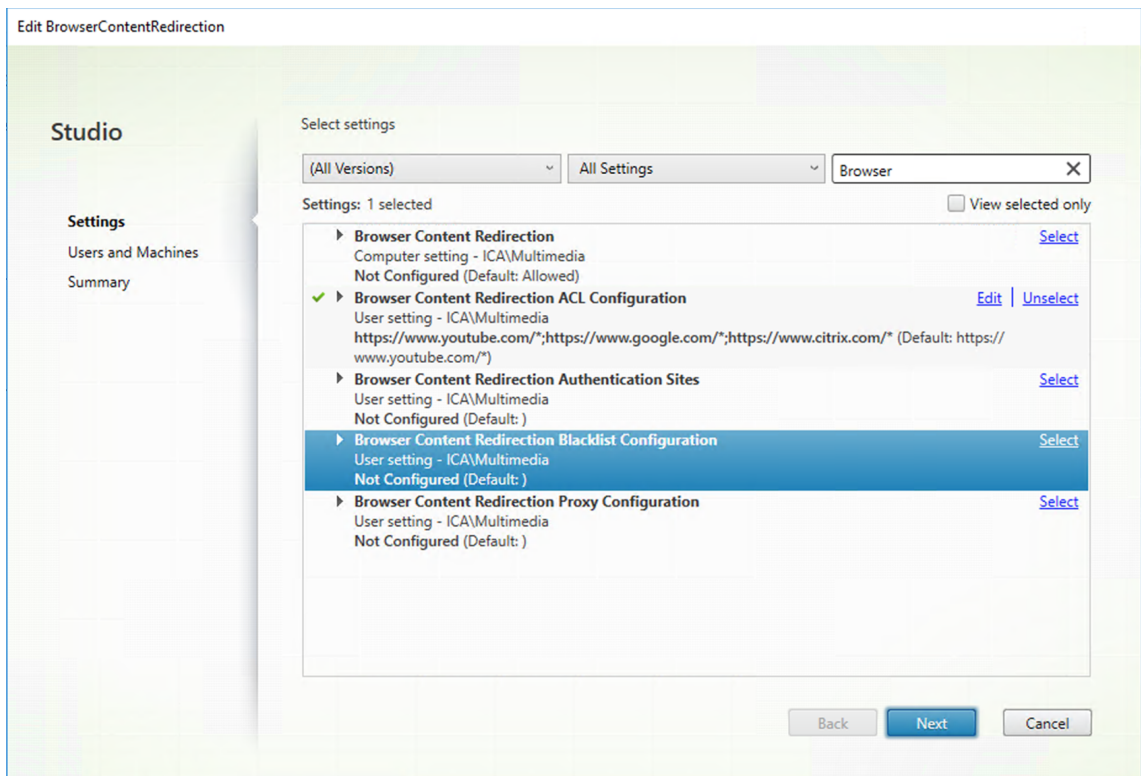 Edit BrowserContentRedirection
Studio
Settings
Users and Machines
Summary
Select settings
(All Versions) All Settings Browser
Settings: 1 selected View selected only
Browser Content Redirection Select
Computer setting - ICA\Multimedia
Not Configured (Default: Allowed)
Browser Content Redirection ACL Configuration Edit | Unselect
User setting - ICA\Multimedia
https://www.youtube.com/*;https://www.google.com/*;https://www.citrix.com/* (Default: https://
www.youtube.com/*)
Browser Content Redirection Authentication Sites Select
User setting - ICA\Multimedia
Not Configured (Default: )
Browser Content Redirection Blacklist Configuration Select
User setting - ICA\Multimedia
Not Configured (Default: )
Browser Content Redirection Proxy Configuration Select
User setting - ICA\Multimedia
Not Configured (Default: )
Back Next Cancel